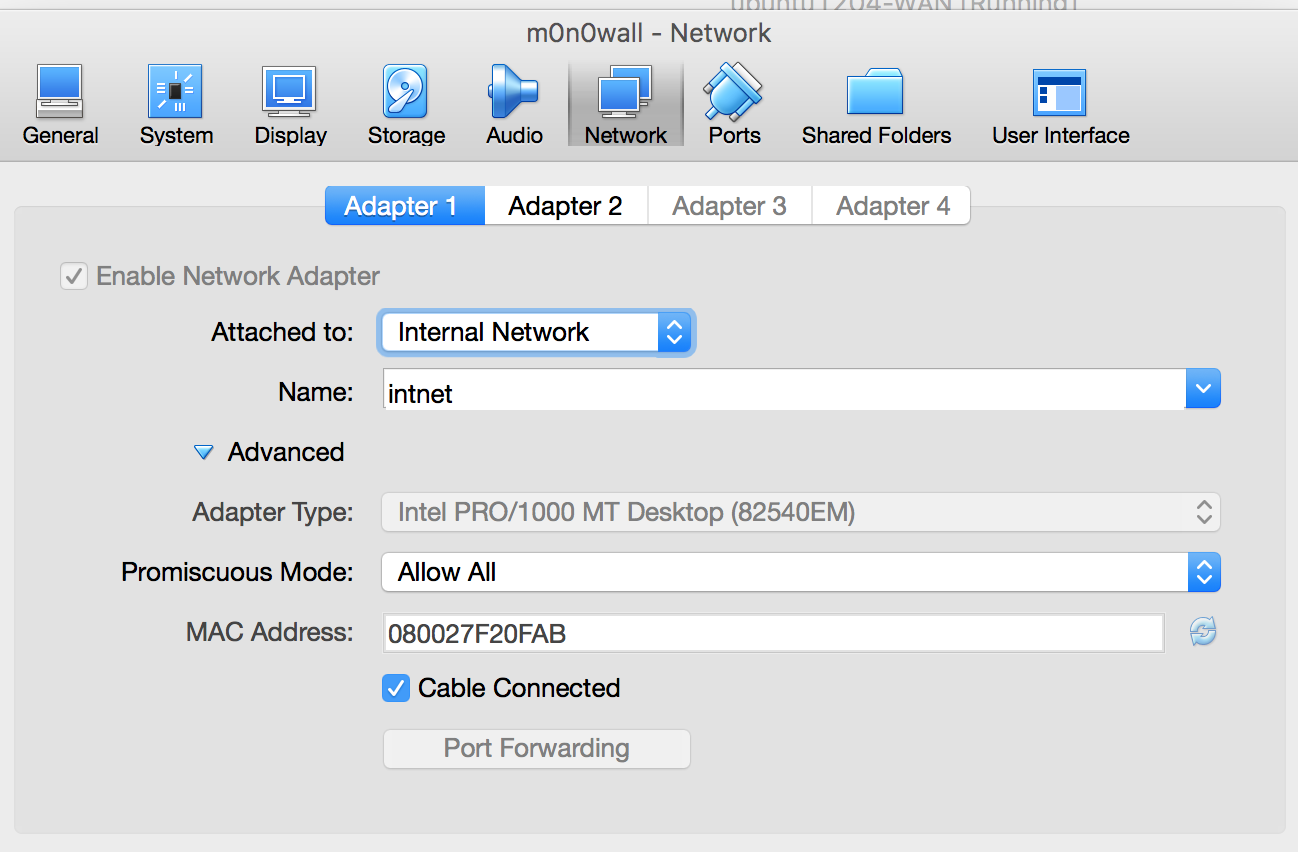 ubuntu1204-WAN [Running]
m0n0wall - Network
General System Display Storage Audio Network Ports Shared Folders User Interface
Adapter 1 Adapter 2 Adapter 3 Adapter 4
Enable Network Adapter
Attached to: Internal Network
Name: intnet
Advanced
Adapter Type: Intel PRO/1000 MT Desktop (82540EM)
Promiscuous Mode: Allow All
MAC Address: 080027F20FAB
Cable Connected
Port Forwarding